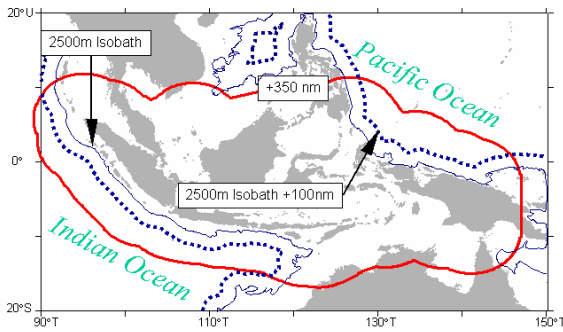 20°U
2500m Isobath
Pacific Ocean
+350 nm
0°
2500m Isobath +100nm
Indian Ocean
20°S
90°T
110°T
130°T
150°T